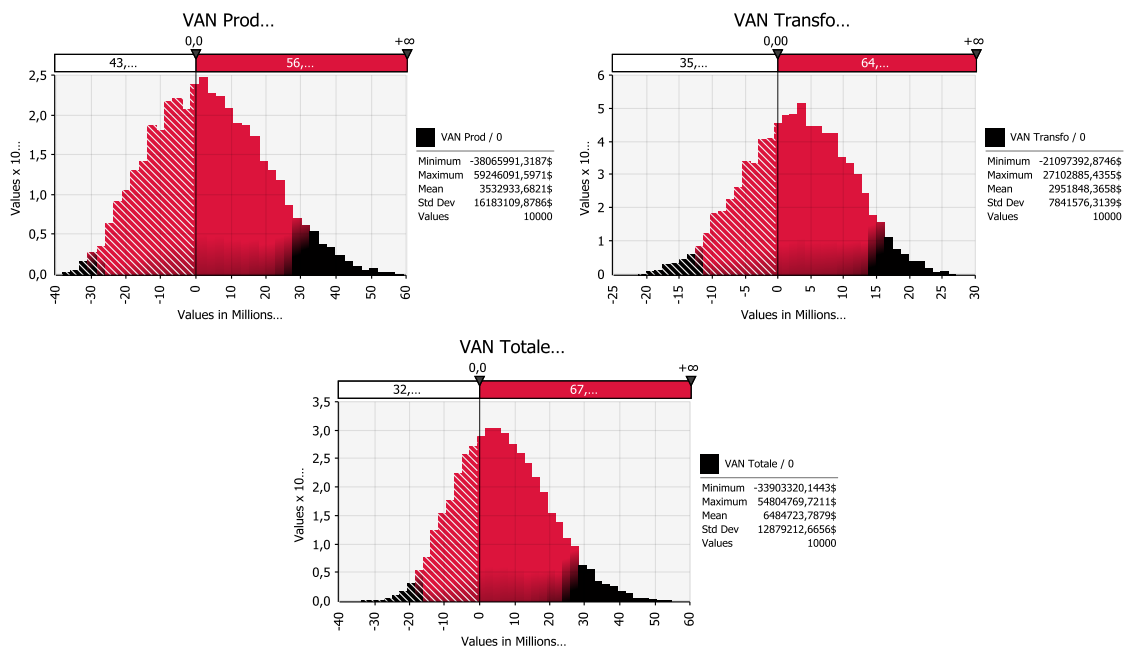 VAN Prod...
0,0 +∞
43,... 56,...
2,5
2,0
1,5
1,0
0,5
0,0
Values x 10...
-40 -30 -20 -10 0 10 20 30 40 50 60
Values in Millions...
VAN Prod / 0
Minimum -38065991,3187$
Maximum 59246091,5971$
Mean 3532933,6821$
Std Dev 16183109,8786$
Values 10000
VAN Transfo...
0,00 +∞
35,... 64,...
6
5
4
3
2
1
0
Values x 10...
-25 -20 -15 -10 -5 0 5 10 15 20 25 30
Values in Millions...
VAN Transfo / 0
Minimum -21097392,8746$
Maximum 27102885,4355$
Mean 2951848,3658$
Std Dev 7841576,3139$
Values 10000
VAN Totale...
0,0 +∞
32,... 67,...
3,5
3,0
2,5
2,0
1,5
1,0
0,5
0,0
Values x 10...
-40 -30 -20 -10 0 10 20 30 40 50 60
Values in Millions...
VAN Totale / 0
Minimum -33903320,1443$
Maximum 54804769,7211$
Mean 6484723,7879$
Std Dev 12879212,6656$
Values 10000